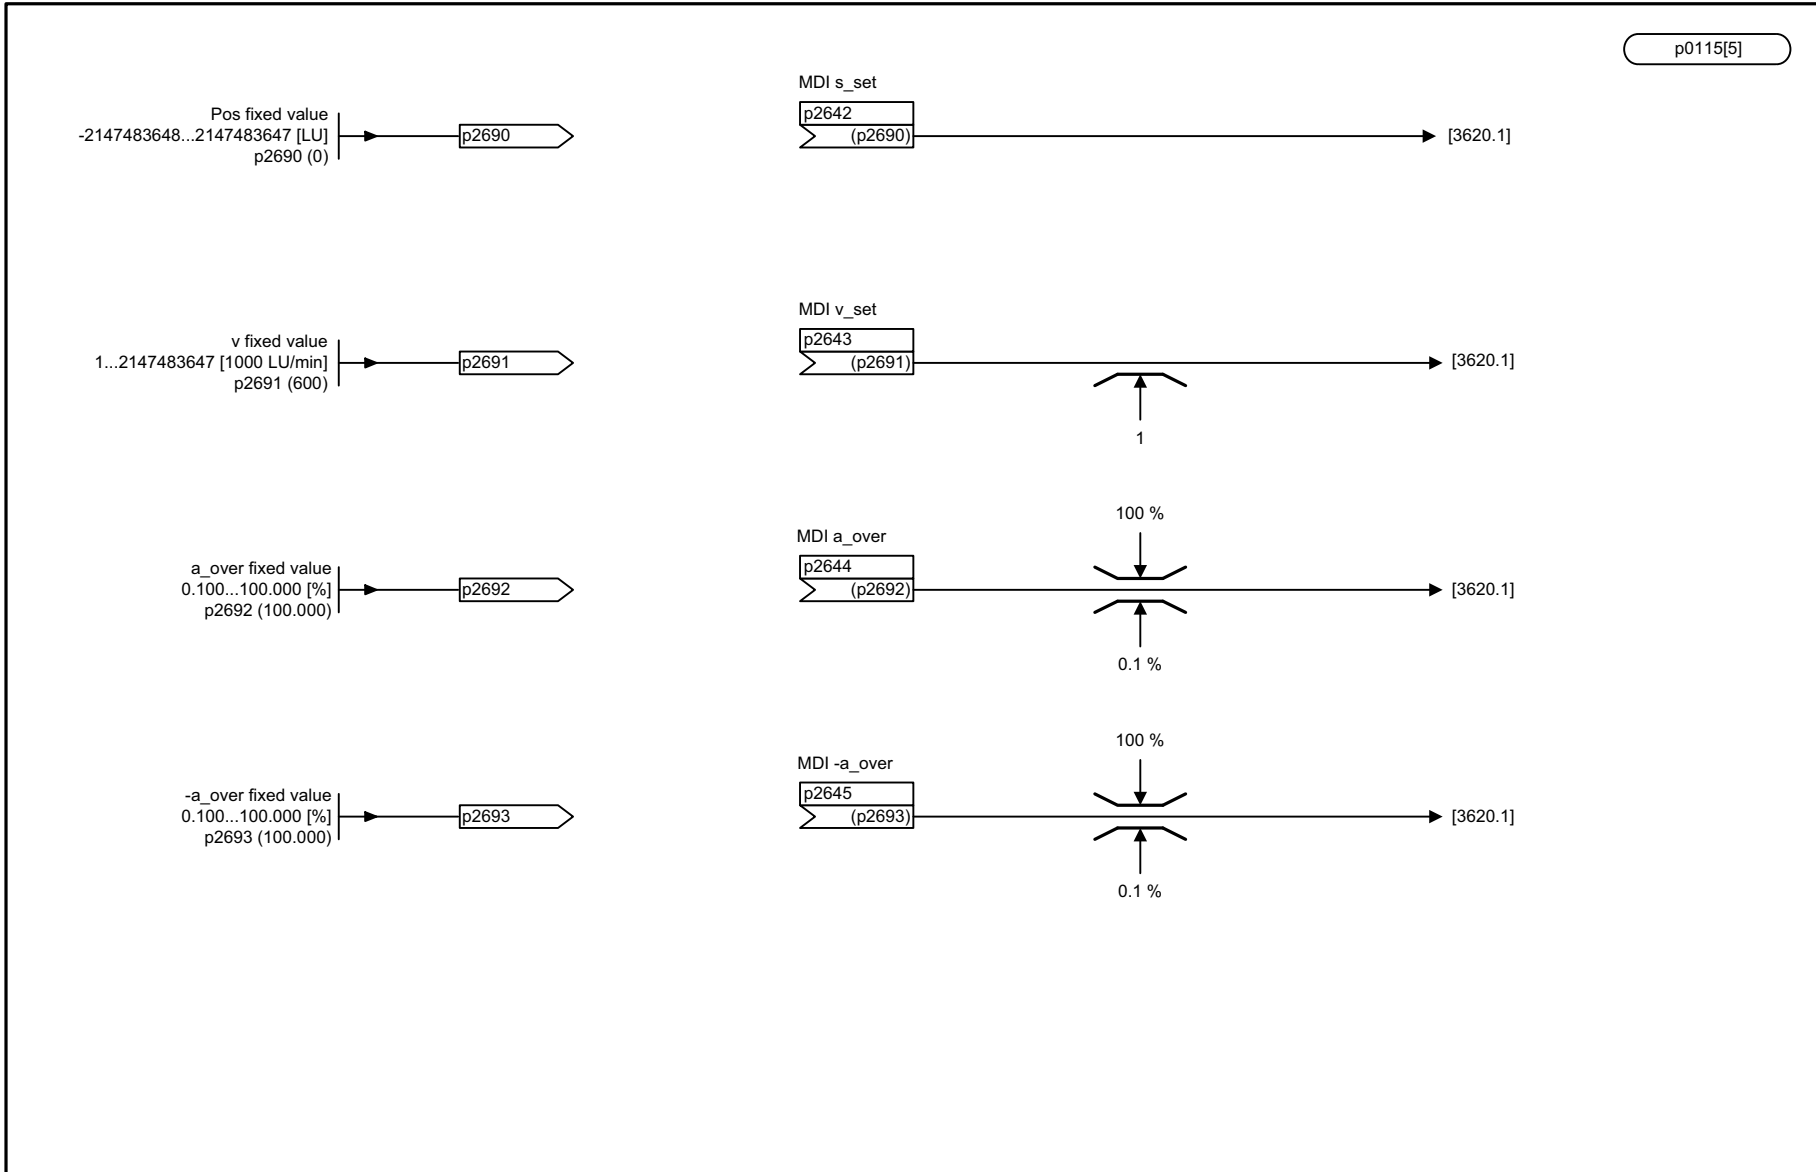 p0115[5]
MDI s_set
Pos fixed value
-2147483648...2147483647 [LU]
p2690 (0)
p2690
p2642
(p2690)
[3620.1]
MDI v_set
v fixed value
1...2147483647 [1000 LU/min]
p2691 (600)
p2691
p2643
(p2691)
[3620.1]
1
100 %
MDI a_over
a_over fixed value
0.100...100.000 [%]
p2692 (100.000)
p2692
p2644
(p2692)
[3620.1]
0.1 %
100 %
MDI -a_over
-a_over fixed value
0.100...100.000 [%]
p2693 (100.000)
p2693
p2645
(p2693)
[3620.1]
0.1 %